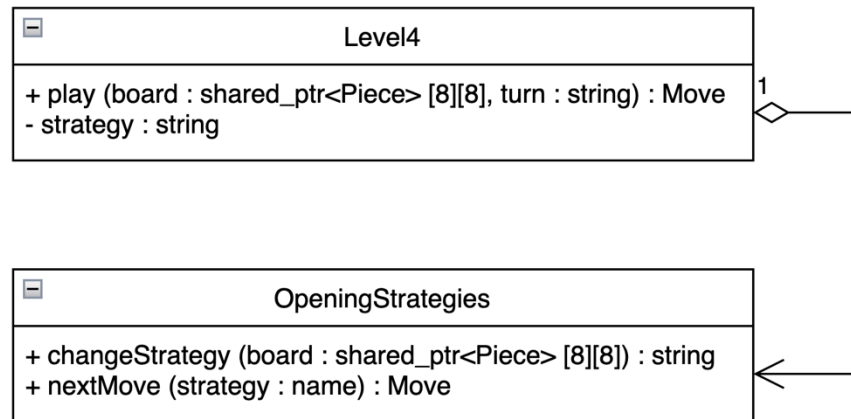 Level4
+ play (board : shared_ptr<Piece> [8][8], turn : string) : Move
- strategy : string
1
OpeningStrategies
+ changeStrategy (board : shared_ptr<Piece> [8][8]) : string
+ nextMove (strategy : name) : Move